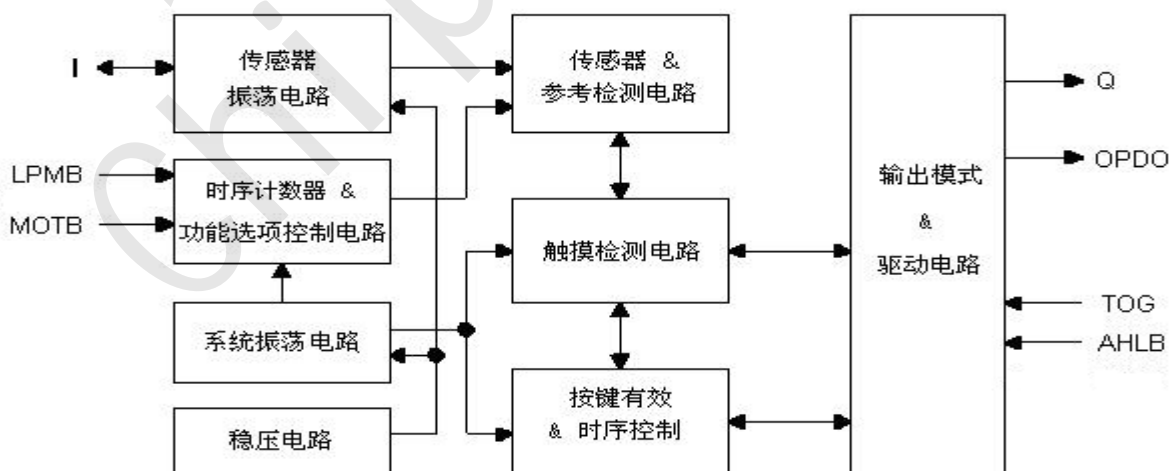 传感器
振荡电路
传感器 &
参考检测电路
I
Q
LPMB
MOTB
时序计数器 &
功能选项控制电路
触摸检测电路
输出模式
&
驱动电路
OPDO
TOG
AHLB
系统振荡电路
稳压电路
按键有效
& 时序控制
chip